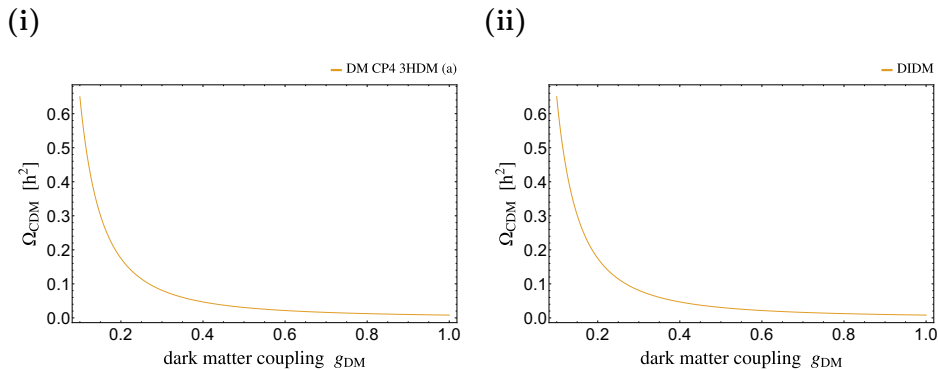 (i)
DM CP4 3HDM (a)
Ω_CDM [h²]
0.6
0.5
0.4
0.3
0.2
0.1
0.0
0.2 0.4 0.6 0.8 1.0
dark matter coupling g_DM
(ii)
DIDM
Ω_CDM [h²]
0.6
0.5
0.4
0.3
0.2
0.1
0.0
0.2 0.4 0.6 0.8 1.0
dark matter coupling g_DM